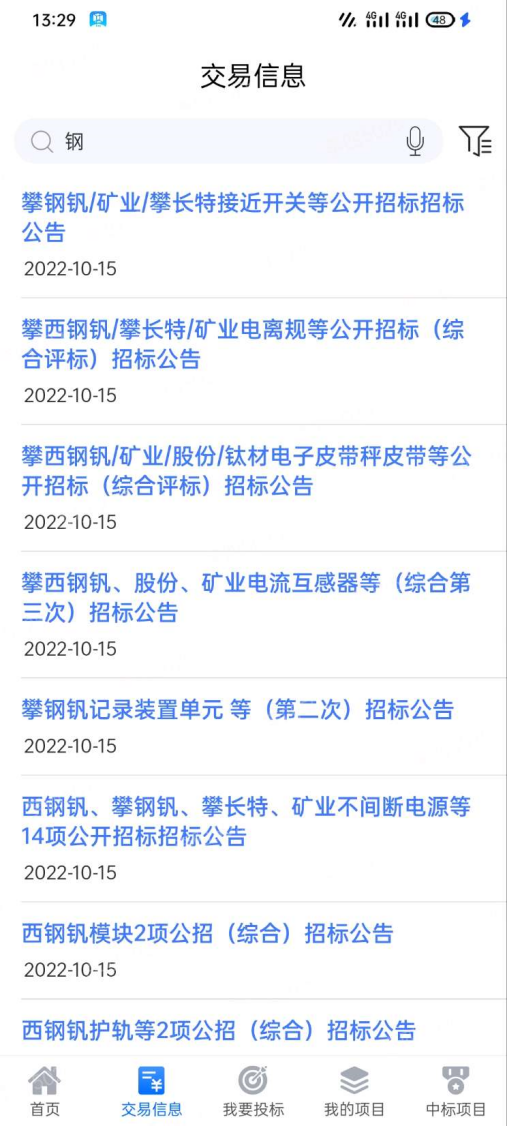 13:29
4G 4G 48
交易信息
钢
攀钢钒/矿业/攀长特接近开关等公开招标招标
公告
2022-10-15
攀西钢钒/攀长特/矿业电离规等公开招标（综
合评标）招标公告
2022-10-15
攀西钢钒/矿业/股份/钛材电子皮带秤皮带等公
开招标（综合评标）招标公告
2022-10-15
攀西钢钒、股份、矿业电流互感器等（综合第
三次）招标公告
2022-10-15
攀钢钒记录装置单元 等（第二次）招标公告
2022-10-15
西钢钒、攀钢钒、攀长特、矿业不间断电源等
14项公开招标招标公告
2022-10-15
西钢钒模块2项公招（综合）招标公告
2022-10-15
西钢钒护轨等2项公招（综合）招标公告
首页 交易信息 我要投标 我的项目 中标项目